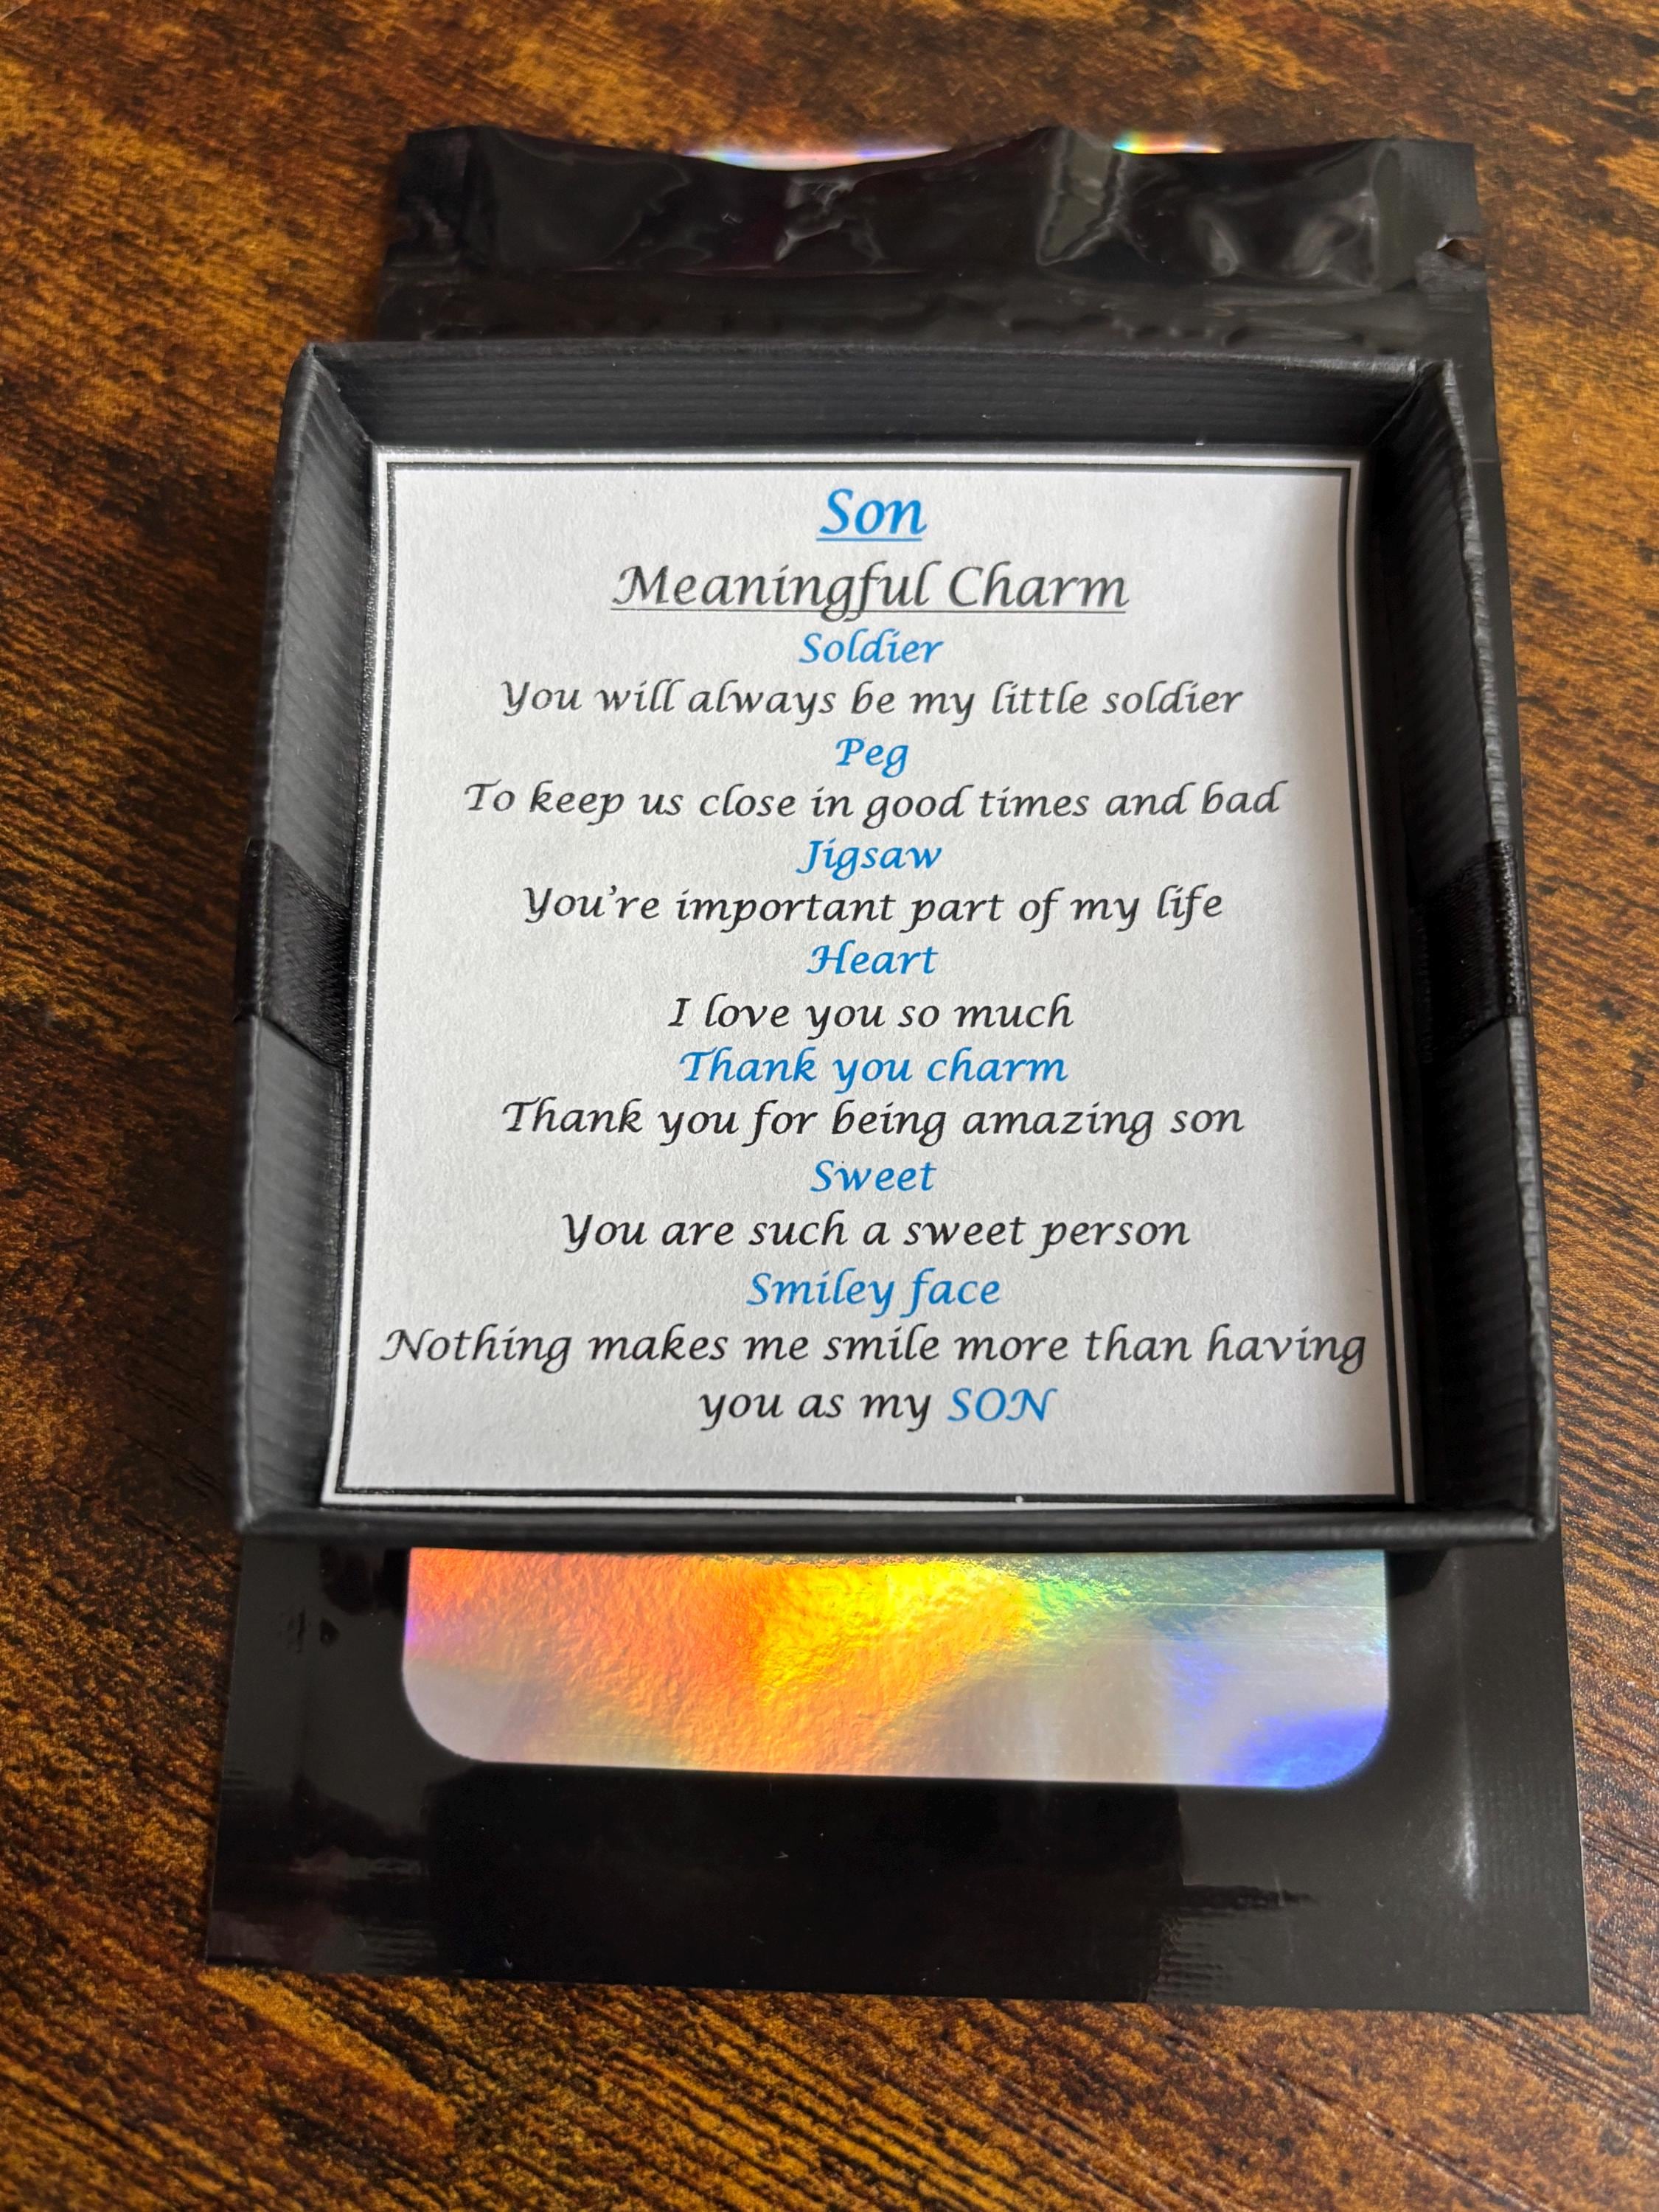 Son
Meaningful Charm
Soldier
You will always be my little soldier
Peg
To keep us close in good times and bad
Jigsaw
You're important part of my life
Heart
I love you so much
Thank you charm
Thank you for being amazing son
Sweet
You are such a sweet person
Smiley face
Nothing makes me smile more than having
you as my SON